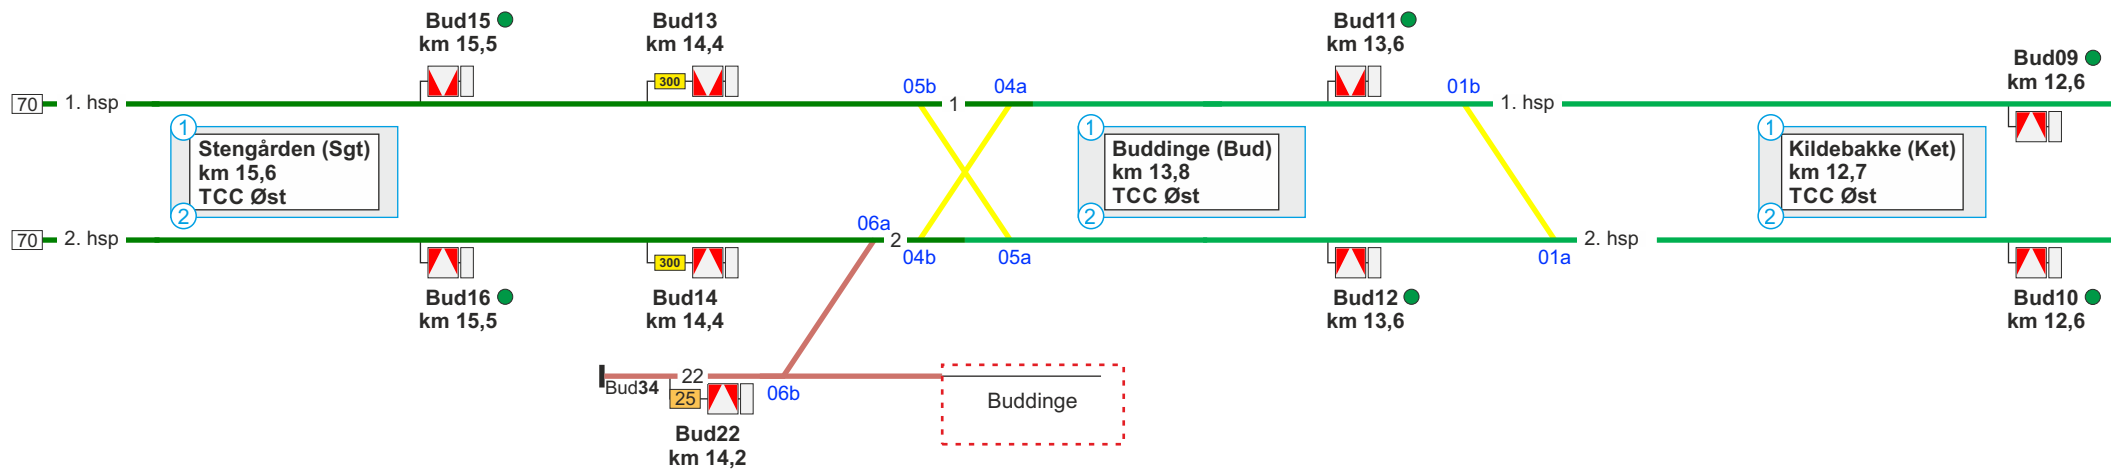 Bud15
km 15,5
Bud13
km 14,4
Bud11
km 13,6
Bud09
km 12,6
300
05b
04a
01b
70
1. hsp
1
1. hsp
1
Stengården (Sgt)
km 15,6
TCC Øst
2
1
Buddinge (Bud)
km 13,8
TCC Øst
2
1
Kildebakke (Ket)
km 12,7
TCC Øst
2
70
2. hsp
06a
2
2. hsp
04b
05a
01a
300
Bud16
km 15,5
Bud14
km 14,4
Bud12
km 13,6
Bud10
km 12,6
Bud34
22
25
06b
Buddinge
Bud22
km 14,2